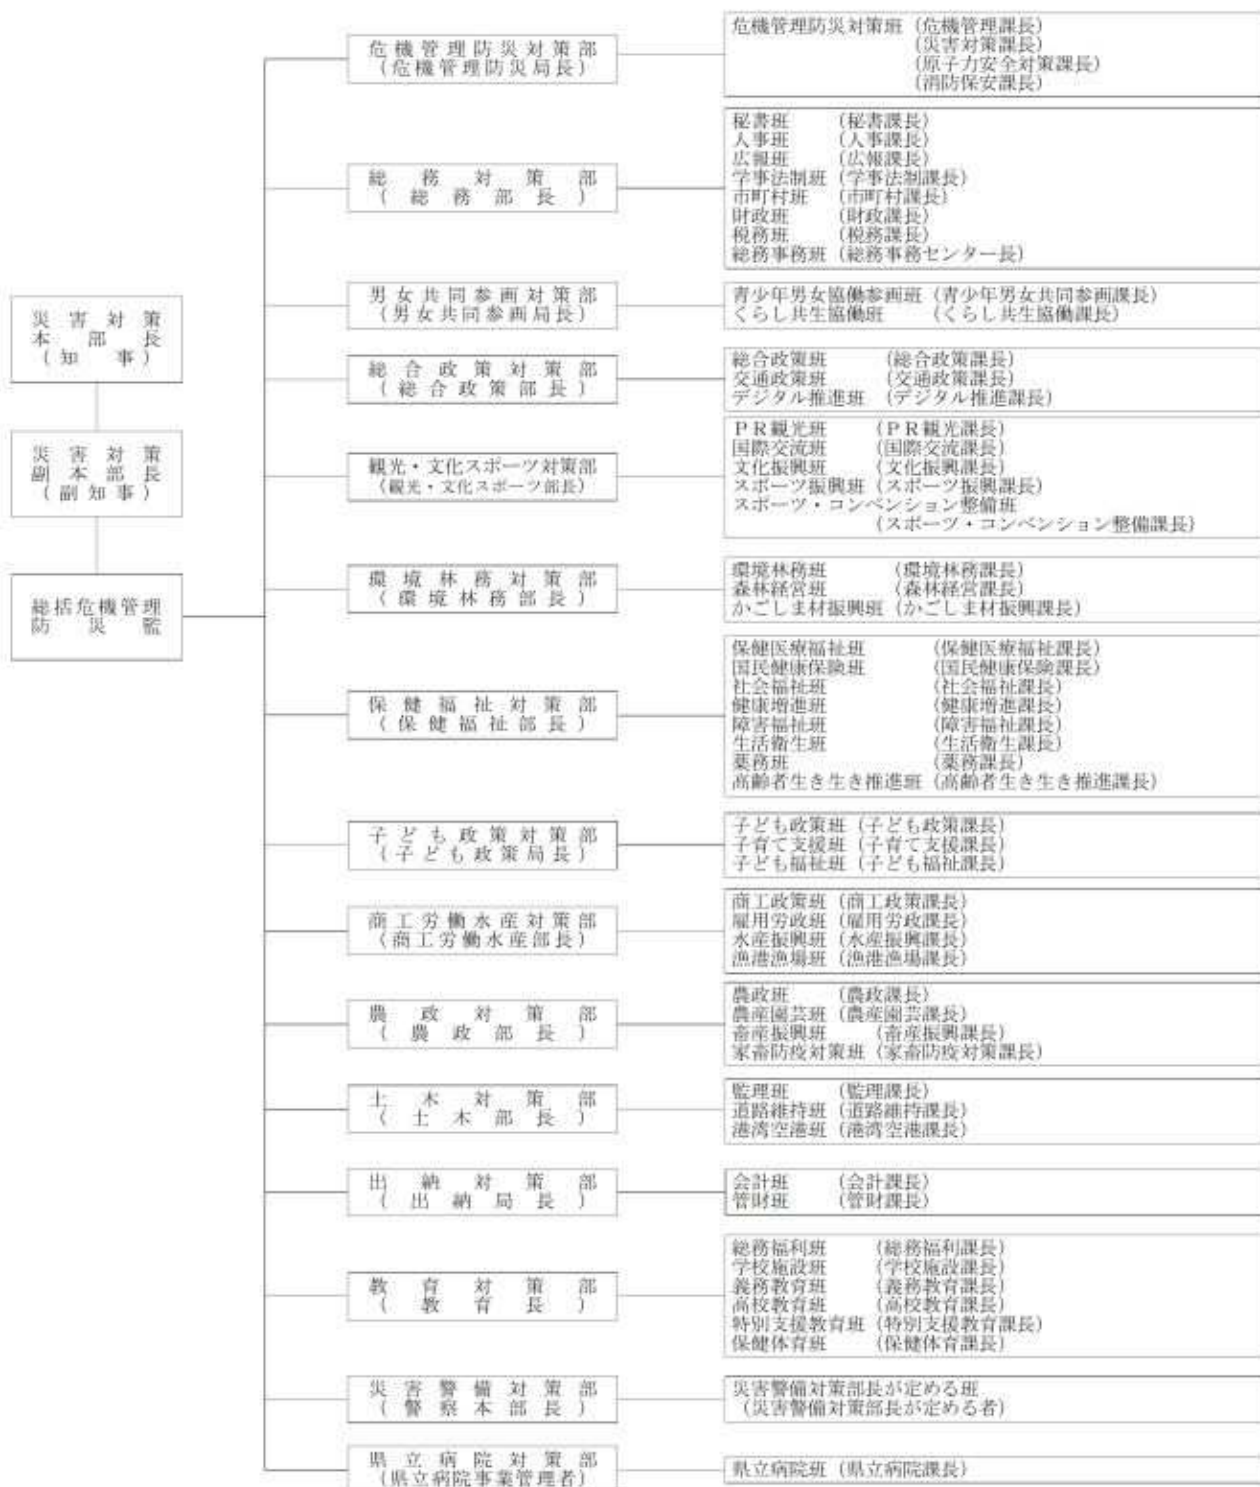 災害対策
本部長
(知事)
災害対策
副本部長
(副知事)
総括危機管理
防災監
危機管理防災対策部
(危機管理防災局長)
危機管理防災対策班 (危機管理課長)
(災害対策課長)
(原子力安全対策課長)
(消防保安課長)
総務対策部
(総務部長)
秘書班 (秘書課長)
人事班 (人事課長)
広報班 (広報課長)
学事法制班 (学事法制課長)
市町村班 (市町村課長)
財政班 (財政課長)
税務班 (税務課長)
総務事務班 (総務事務センター長)
男女共同参画対策部
(男女共同参画局長)
青少年男女協働参画班 (青少年男女共同参画課長)
くらし共生協働班 (くらし共生協働課長)
総合政策対策部
(総合政策部長)
総合政策班 (総合政策課長)
交通政策班 (交通政策課長)
デジタル推進班 (デジタル推進課長)
観光・文化スポーツ対策部
(観光・文化スポーツ部長)
PR観光班 (PR観光課長)
国際交流班 (国際交流課長)
文化振興班 (文化振興課長)
スポーツ振興班 (スポーツ振興課長)
スポーツ・コンベンション整備班
(スポーツ・コンベンション整備課長)
環境林務対策部
(環境林務部長)
環境林務班 (環境林務課長)
森林経営班 (森林経営課長)
かごしま材振興班 (かごしま材振興課長)
保健福祉対策部
(保健福祉部長)
保健医療福祉班 (保健医療福祉課長)
国民健康保険班 (国民健康保険課長)
社会福祉班 (社会福祉課長)
健康増進班 (健康増進課長)
障害福祉班 (障害福祉課長)
生活衛生班 (生活衛生課長)
薬務班 (薬務課長)
高齢者生き生き推進班 (高齢者生き生き推進課長)
子ども政策対策部
(子ども政策局長)
子ども政策班 (子ども政策課長)
子育て支援班 (子育て支援課長)
子ども福祉班 (子ども福祉課長)
商工労働水産対策部
(商工労働水産部長)
商工政策班 (商工政策課長)
雇用労政班 (雇用労政課長)
水産振興班 (水産振興課長)
漁港漁場班 (漁港漁場課長)
農政対策部
(農政部長)
農政班 (農政課長)
農産園芸班 (農産園芸課長)
畜産振興班 (畜産振興課長)
家畜防疫対策班 (家畜防疫対策課長)
土木対策部
(土木部長)
監理班 (監理課長)
道路維持班 (道路維持課長)
港湾空港班 (港湾空港課長)
出納対策部
(出納局長)
会計班 (会計課長)
管財班 (管財課長)
教育対策部
(教育長)
総務福利班 (総務福利課長)
学校施設班 (学校施設課長)
義務教育班 (義務教育課長)
高校教育班 (高校教育課長)
特別支援教育班 (特別支援教育課長)
保健体育班 (保健体育課長)
災害警備対策部
(警察本部長)
災害警備対策部長が定める班
(災害警備対策部長が定める者)
県立病院対策部
(県立病院事業管理者)
県立病院班 (県立病院課長)